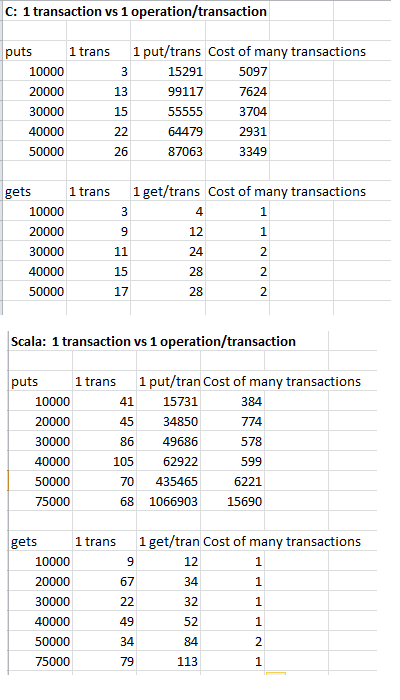 C: 1 transaction vs 1 operation/transaction
puts 1 trans 1 put/trans Cost of many transactions
10000 3 15291 5097
20000 13 99117 7624
30000 15 55555 3704
40000 22 64479 2931
50000 26 87063 3349
gets 1 trans 1 get/trans Cost of many transactions
10000 3 4 1
20000 9 12 1
30000 11 24 2
40000 15 28 2
50000 17 28 2
Scala: 1 transaction vs 1 operation/transaction
puts 1 trans 1 put/tran Cost of many transactions
10000 41 15731 384
20000 45 34850 774
30000 86 49686 578
40000 105 62922 599
50000 70 435465 6221
75000 68 1066903 15690
gets 1 trans 1 get/tran Cost of many transactions
10000 9 12 1
20000 67 34 1
30000 22 32 1
40000 49 52 1
50000 34 84 2
75000 79 113 1